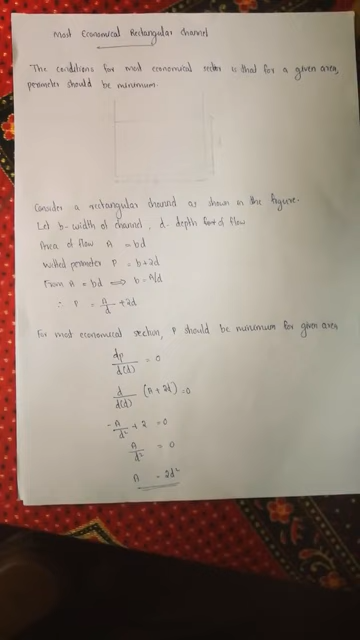 Most Economical Rectangular channel
The conditions for most economical section is that for a given area,
perimeter should be minimum.
Consider a rectangular channel as shown in the figure.
Let b- width of channel, d- depth of flow
Area of flow A = bd
Wetted perimeter P = b+2d
From A = bd ⇒ b = A/d
∴ P = A/d + 2d
For most economical section, P should be minimum for given area
dp/d(d) = 0
d/d(d) [A + 2d] = 0
-A/d² + 2 = 0
A/d² = 0
A = 2d²